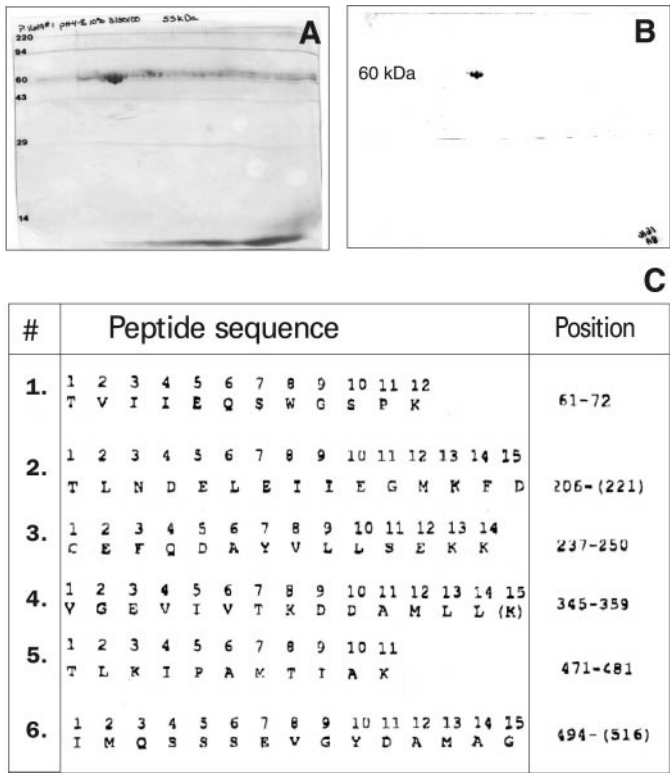 A
pH4-8 10% 55kDa
220
94
60
43
29
14
B
60 kDa
C
# Peptide sequence Position
1. 1 2 3 4 5 6 7 8 9 10 11 12
T V I I E Q S W G S P K 61-72
2. 1 2 3 4 5 6 7 8 9 10 11 12 13 14 15
T L N D E L E I I E G M K F D 206-(221)
3. 1 2 3 4 5 6 7 8 9 10 11 12 13 14
C E F Q D A Y V L L S E K K 237-250
4. 1 2 3 4 5 6 7 8 9 10 11 12 13 14 15
V G E V I V T K D D A M L L (K) 345-359
5. 1 2 3 4 5 6 7 8 9 10 11
T L K I P A M T I A K 471-481
6. 1 2 3 4 5 6 7 8 9 10 11 12 13 14 15
I M Q S S S E V G Y D A M A G 494-(516)